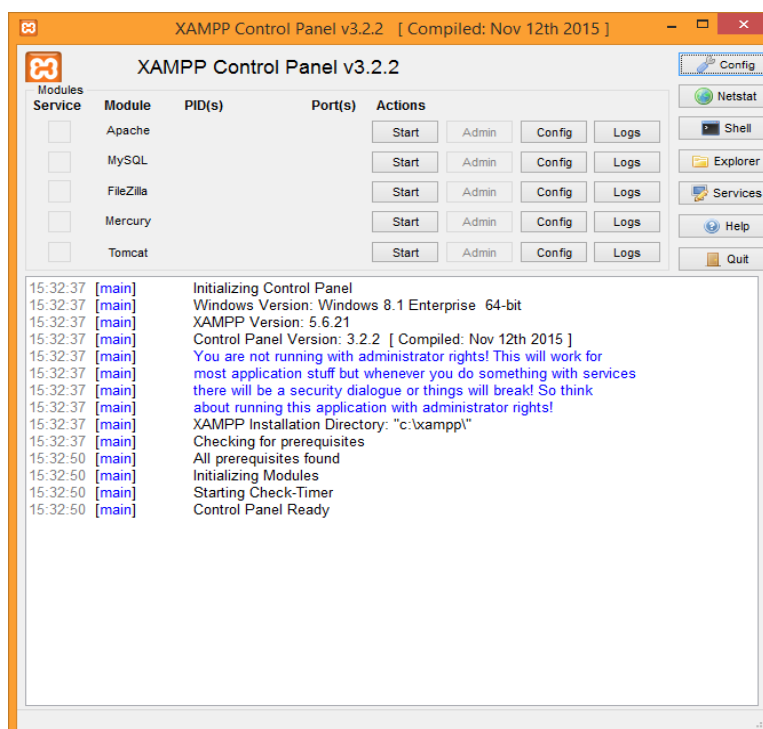 XAMPP Control Panel v3.2.2 [ Compiled: Nov 12th 2015 ]
XAMPP Control Panel v3.2.2
Config
Modules
Service Module PID(s) Port(s) Actions
Netstat
Apache Start Admin Config Logs
Shell
MySQL Start Admin Config Logs
Explorer
FileZilla Start Admin Config Logs
Services
Mercury Start Admin Config Logs
Help
Tomcat Start Admin Config Logs
Quit
15:32:37 [main] Initializing Control Panel
15:32:37 [main] Windows Version: Windows 8.1 Enterprise 64-bit
15:32:37 [main] XAMPP Version: 5.6.21
15:32:37 [main] Control Panel Version: 3.2.2 [ Compiled: Nov 12th 2015 ]
15:32:37 [main] You are not running with administrator rights! This will work for
15:32:37 [main] most application stuff but whenever you do something with services
15:32:37 [main] there will be a security dialogue or things will break! So think
15:32:37 [main] about running this application with administrator rights!
15:32:37 [main] XAMPP Installation Directory: "c:\xampp\"
15:32:37 [main] Checking for prerequisites
15:32:50 [main] All prerequisites found
15:32:50 [main] Initializing Modules
15:32:50 [main] Starting Check-Timer
15:32:50 [main] Control Panel Ready